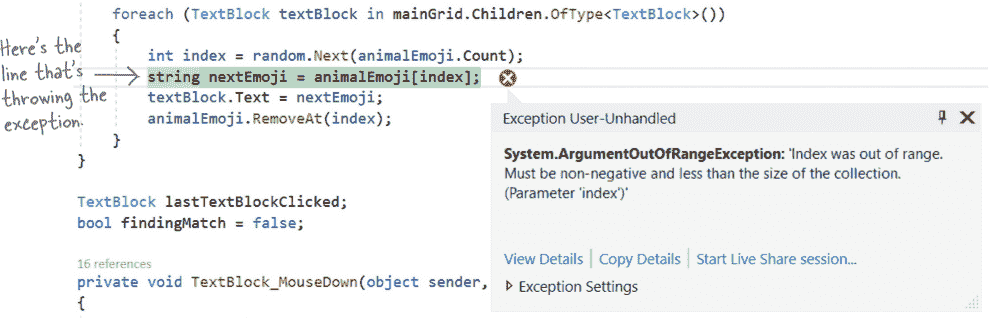 foreach (TextBlock textBlock in mainGrid.Children.OfType<TextBlock>())
{
int index = random.Next(animalEmoji.Count);
string nextEmoji = animalEmoji[index];
textBlock.Text = nextEmoji;
animalEmoji.RemoveAt(index);
}
}
Here's the
line that's
throwing the
exception.
TextBlock lastTextBlockClicked;
bool findingMatch = false;
16 references
private void TextBlock_MouseDown(object sender,
{
Exception User-Unhandled
System.ArgumentOutOfRangeException: 'Index was out of range.
Must be non-negative and less than the size of the collection.
(Parameter 'index')'
View Details | Copy Details | Start Live Share session...
Exception Settings